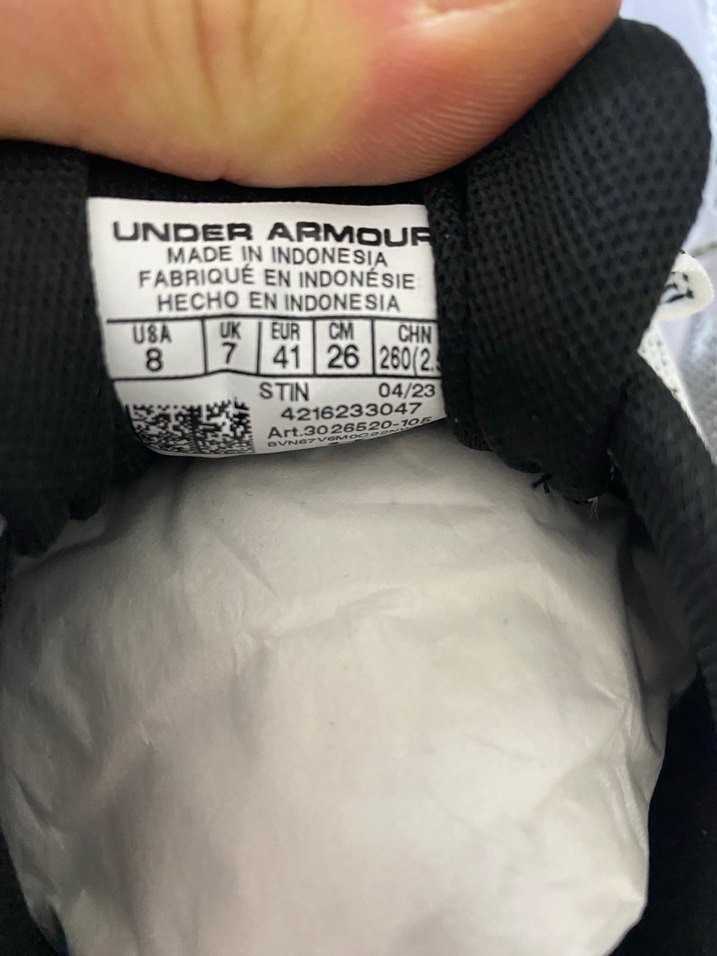 UNDER ARMOUR
MADE IN INDONESIA
FABRIQUÉ EN INDONÉSIE
HECHO EN INDONESIA
USA UK EUR CM CHN
8 7 41 26 260(2.
STIN 04/23
4216233047
Art.3026520-105